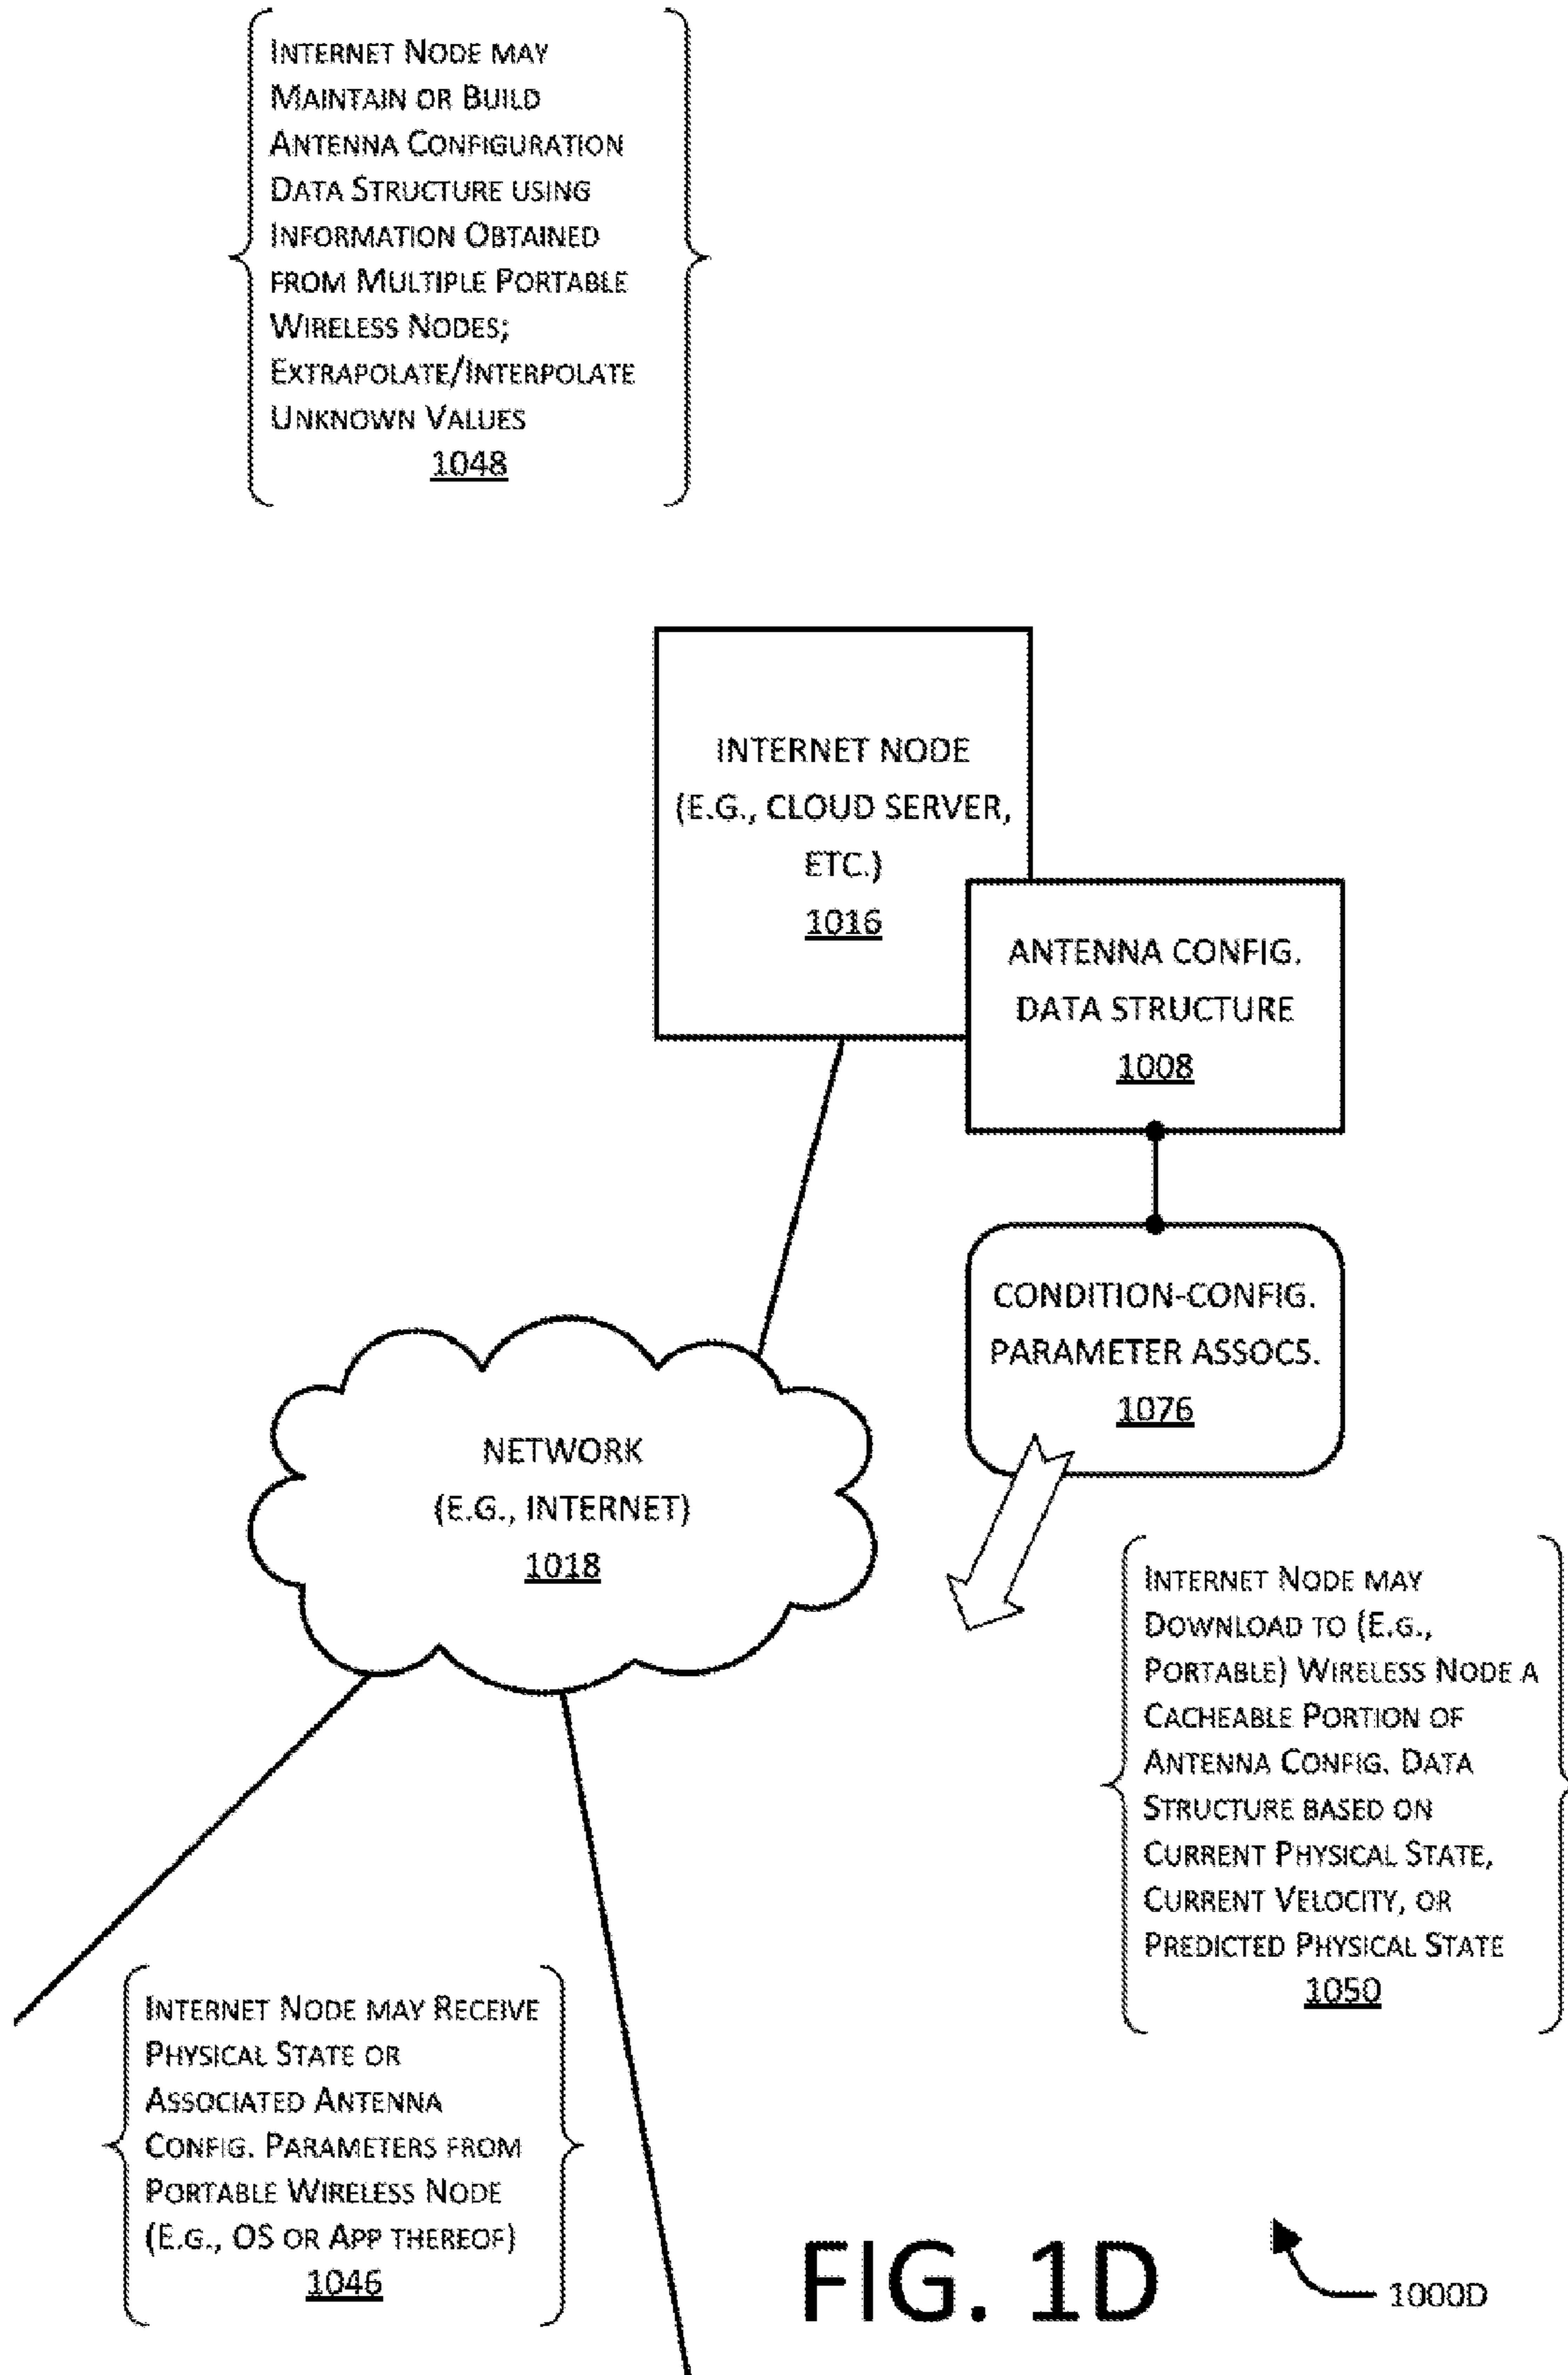 INTERNET NODE MAY
MAINTAIN OR BUILD
ANTENNA CONFIGURATION
DATA STRUCTURE USING
INFORMATION OBTAINED
FROM MULTIPLE PORTABLE
WIRELESS NODES;
EXTRAPOLATE/INTERPOLATE
UNKNOWN VALUES
1048
INTERNET NODE
(E.G., CLOUD SERVER,
ETC.)
1016
ANTENNA CONFIG.
DATA STRUCTURE
1008
CONDITION-CONFIG.
PARAMETER ASSOCS.
1076
NETWORK
(E.G., INTERNET)
1018
INTERNET NODE MAY
DOWNLOAD TO (E.G.,
PORTABLE) WIRELESS NODE A
CACHEABLE PORTION OF
ANTENNA CONFIG. DATA
STRUCTURE BASED ON
CURRENT PHYSICAL STATE,
CURRENT VELOCITY, OR
PREDICTED PHYSICAL STATE
1050
INTERNET NODE MAY RECEIVE
PHYSICAL STATE OR
ASSOCIATED ANTENNA
CONFIG. PARAMETERS FROM
PORTABLE WIRELESS NODE
(E.G., OS OR APP THEREOF)
1046
FIG. 1D
1000D